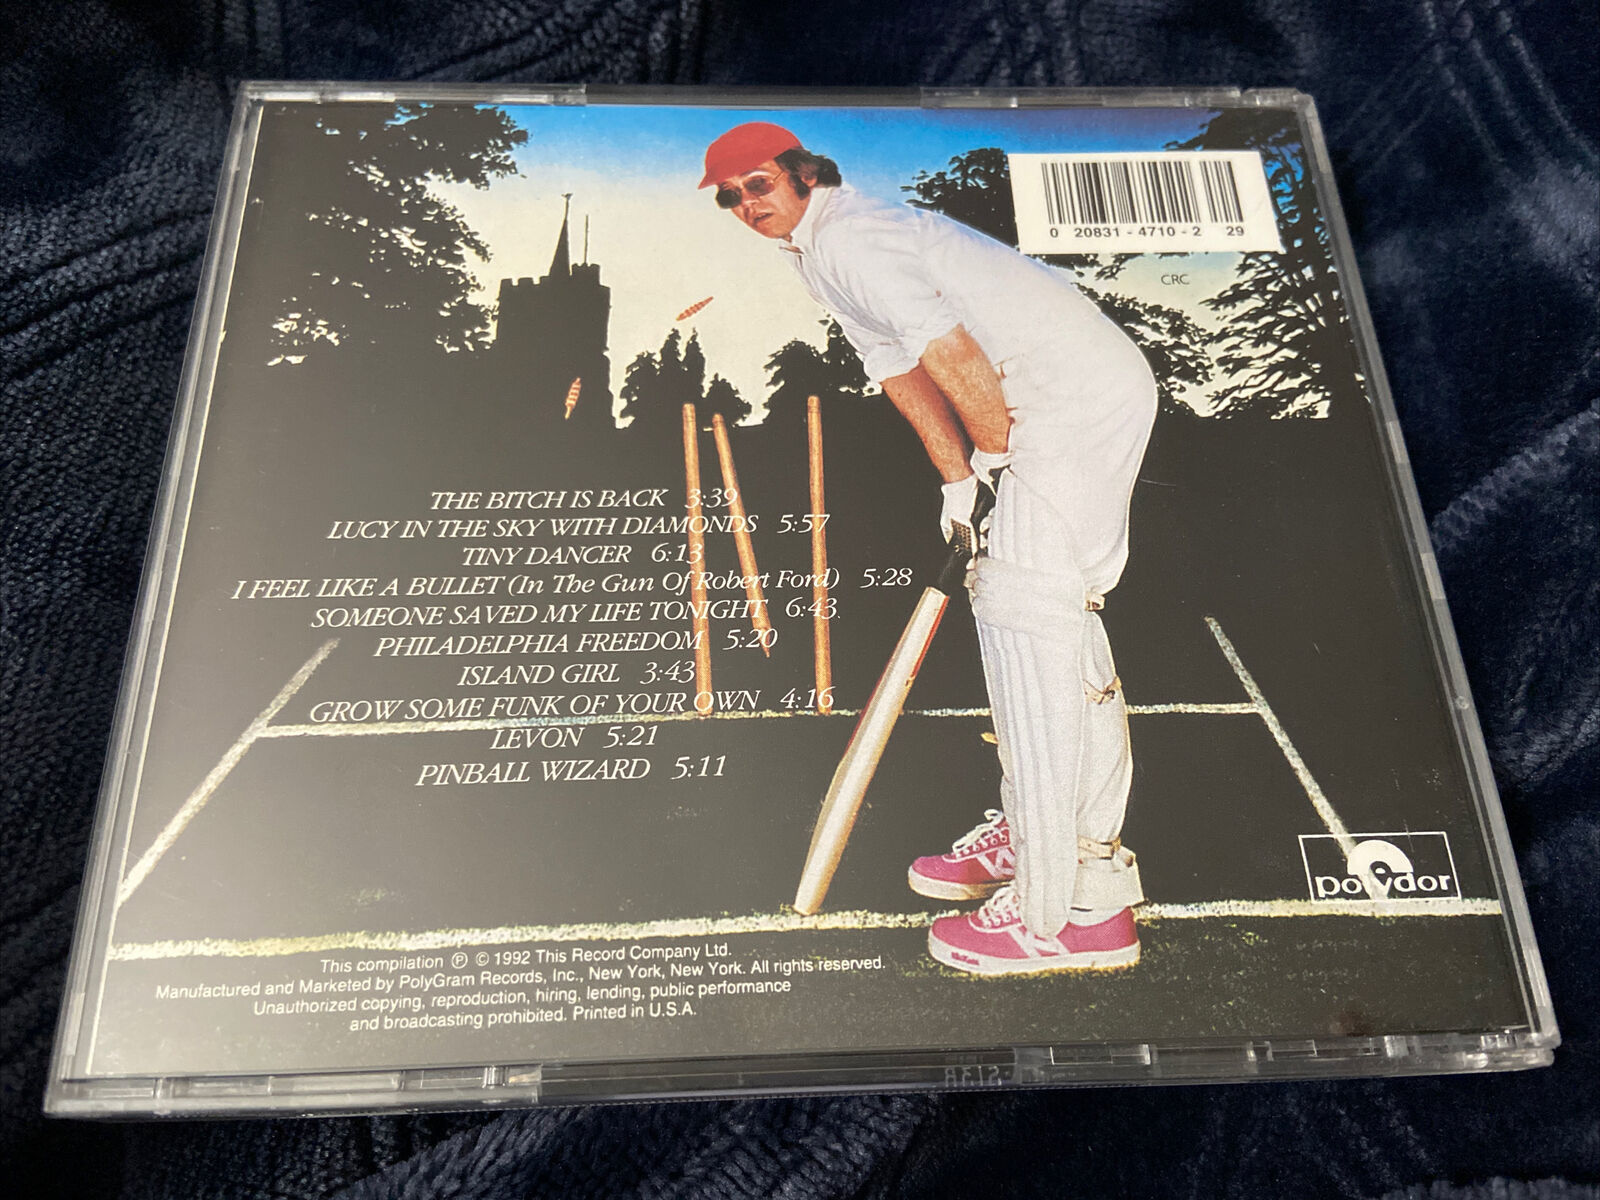 0 20831-4710-2 29
CRC
THE BITCH IS BACK 3:39
LUCY IN THE SKY WITH DIAMONDS 5:57
TINY DANCER 6:13
I FEEL LIKE A BULLET (In The Gun Of Robert Ford) 5:28
SOMEONE SAVED MY LIFE TONIGHT 6:43
PHILADELPHIA FREEDOM 5:20
ISLAND GIRL 3:43
GROW SOME FUNK OF YOUR OWN 4:16
LEVON 5:21
PINBALL WIZARD 5:11
polydor
This compilation ℗ © 1992 This Record Company Ltd.
Manufactured and Marketed by PolyGram Records, Inc., New York, New York. All rights reserved.
Unauthorized copying, reproduction, hiring, lending, public performance
and broadcasting prohibited. Printed in U.S.A.